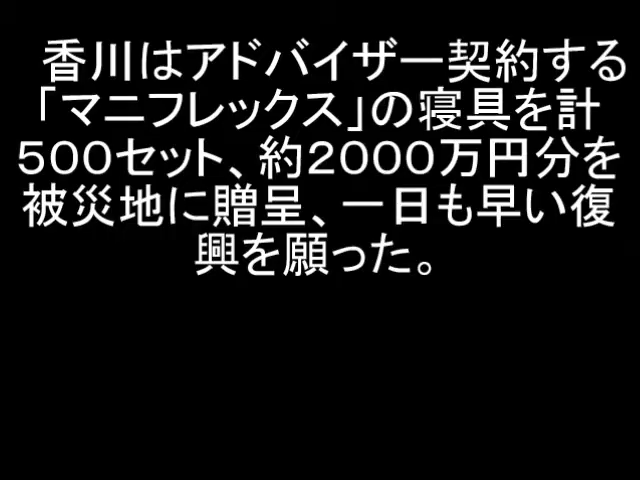 香川はアドバイザー契約する
「マニフレックス」の寝具を計
５００セット、約２０００万円分を
被災地に贈呈、一日も早い復
興を願った。